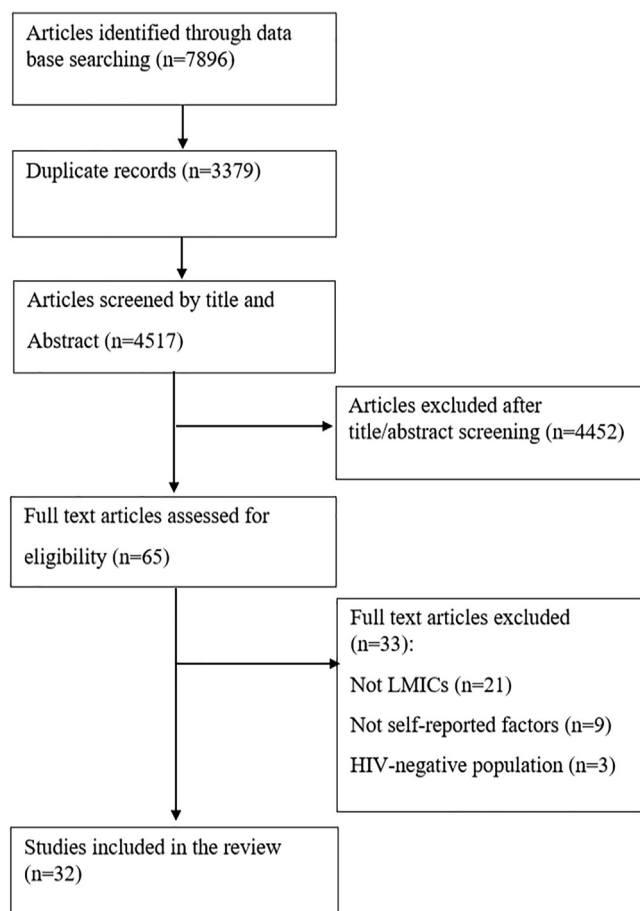 Articles identified through data
base searching (n=7896)
Duplicate records (n=3379)
Articles screened by title and
Abstract (n=4517)
Articles excluded after
title/abstract screening (n=4452)
Full text articles assessed for
eligibility (n=65)
Full text articles excluded
(n=33):
Not LMICs (n=21)
Not self-reported factors (n=9)
HIV-negative population (n=3)
Studies included in the review
(n=32)